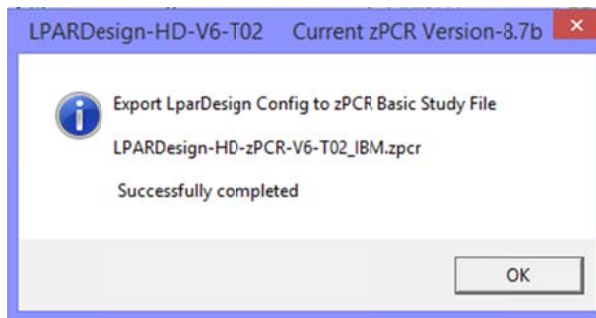 LPARDesign-HD-V6-T02 Current zPCR Version-8.7b
Export LparDesign Config to zPCR Basic Study File
LPARDesign-HD-zPCR-V6-T02_IBM.zpcr
Successfully completed
OK